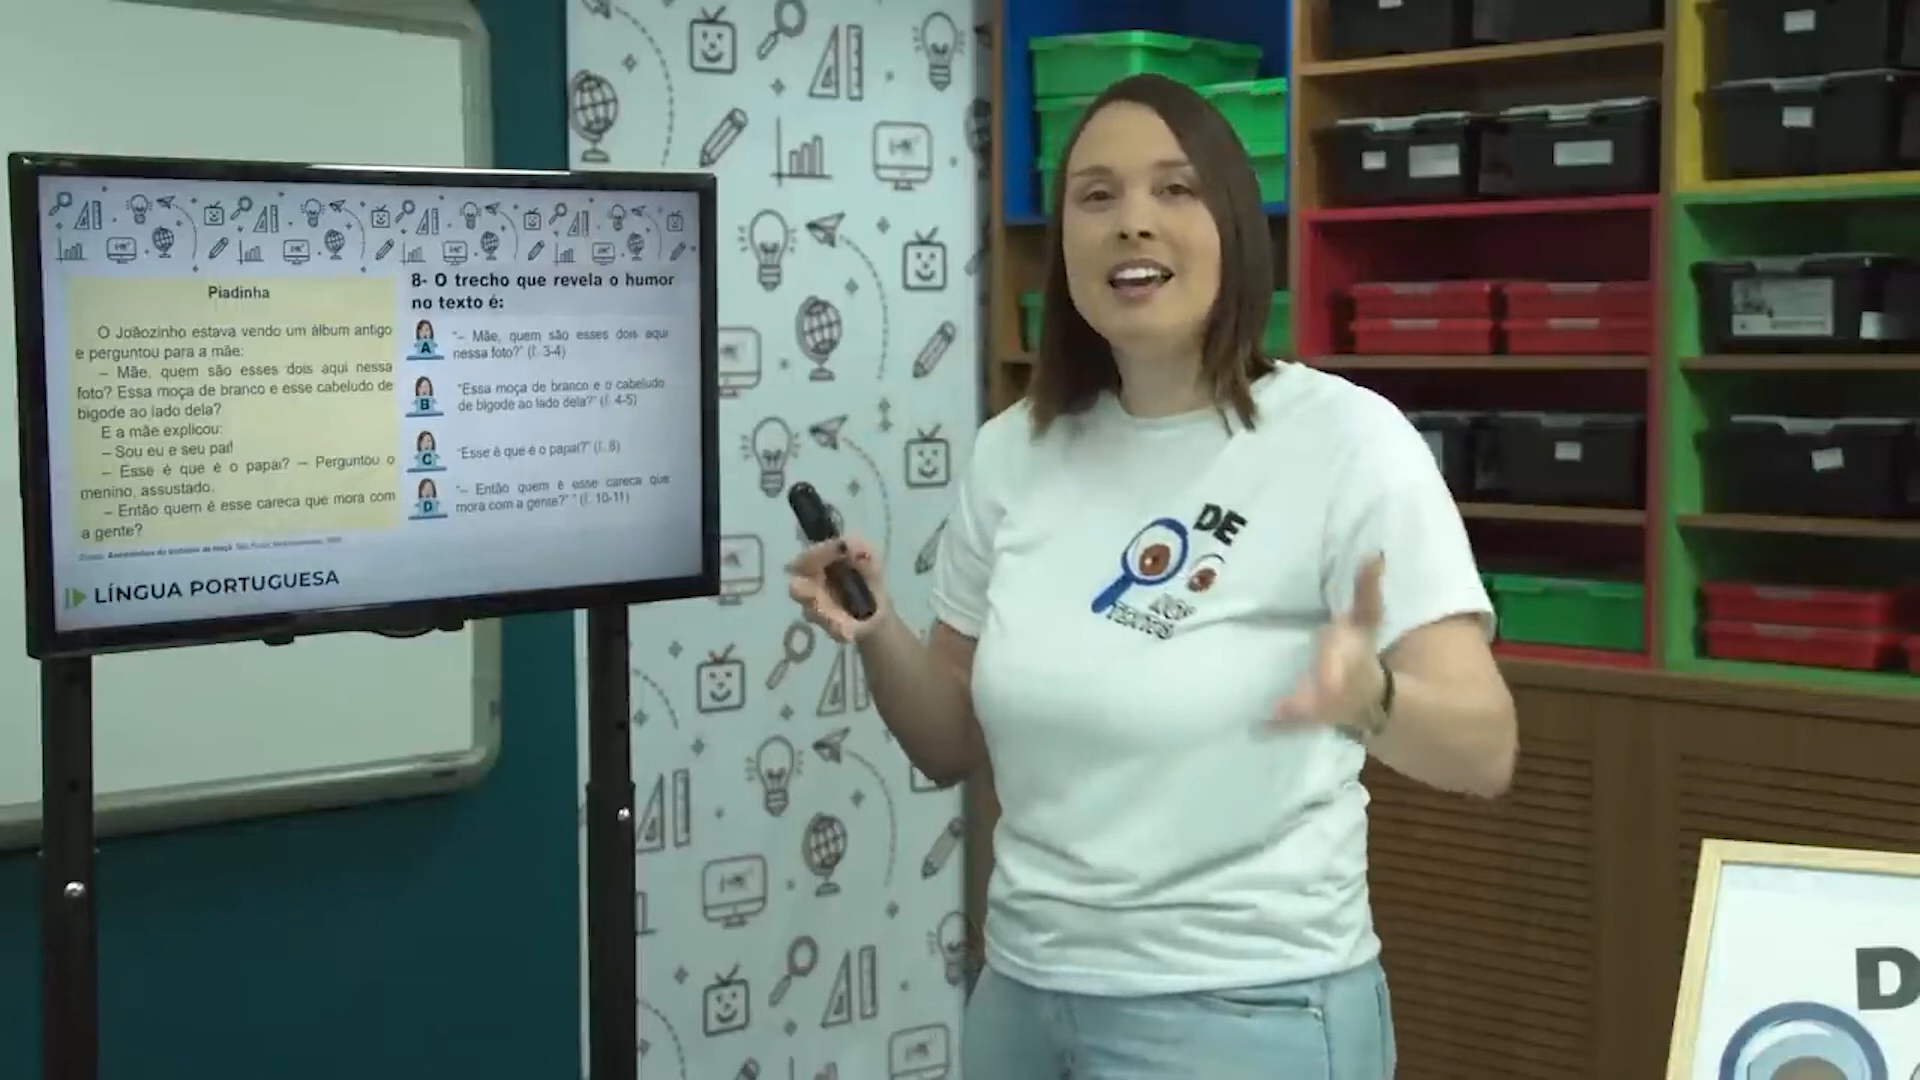 Piadinha
O Joãozinho estava vendo um álbum antigo
e perguntou para a mãe:
– Mãe, quem são esses dois aqui nessa
foto? Essa moça de branco e esse cabeludo de
bigode ao lado dela?
E a mãe explicou:
– Sou eu e seu pai!
– Esse é que é o papai? – Perguntou o
menino, assustado.
– Então quem é esse careca que mora com
a gente?
LÍNGUA PORTUGUESA
8- O trecho que revela o humor
no texto é:
A
"– Mãe, quem são esses dois aqui
nessa foto?" (l. 3-4)
B
"Essa moça de branco e o cabeludo
de bigode ao lado dela?" (l. 4-5)
C
"Esse é que é o papai?" (l. 8)
D
"– Então quem é esse careca que
mora com a gente?" " (l. 10-11)
DE
NOS
TEXTOS
D